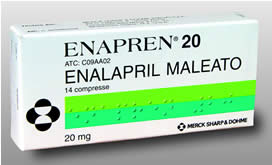 ENAPREN® 20
ATC: C09AA02
ENALAPRIL MALEATO
14 compresse
20 mg
MERCK SHARP & DOHME